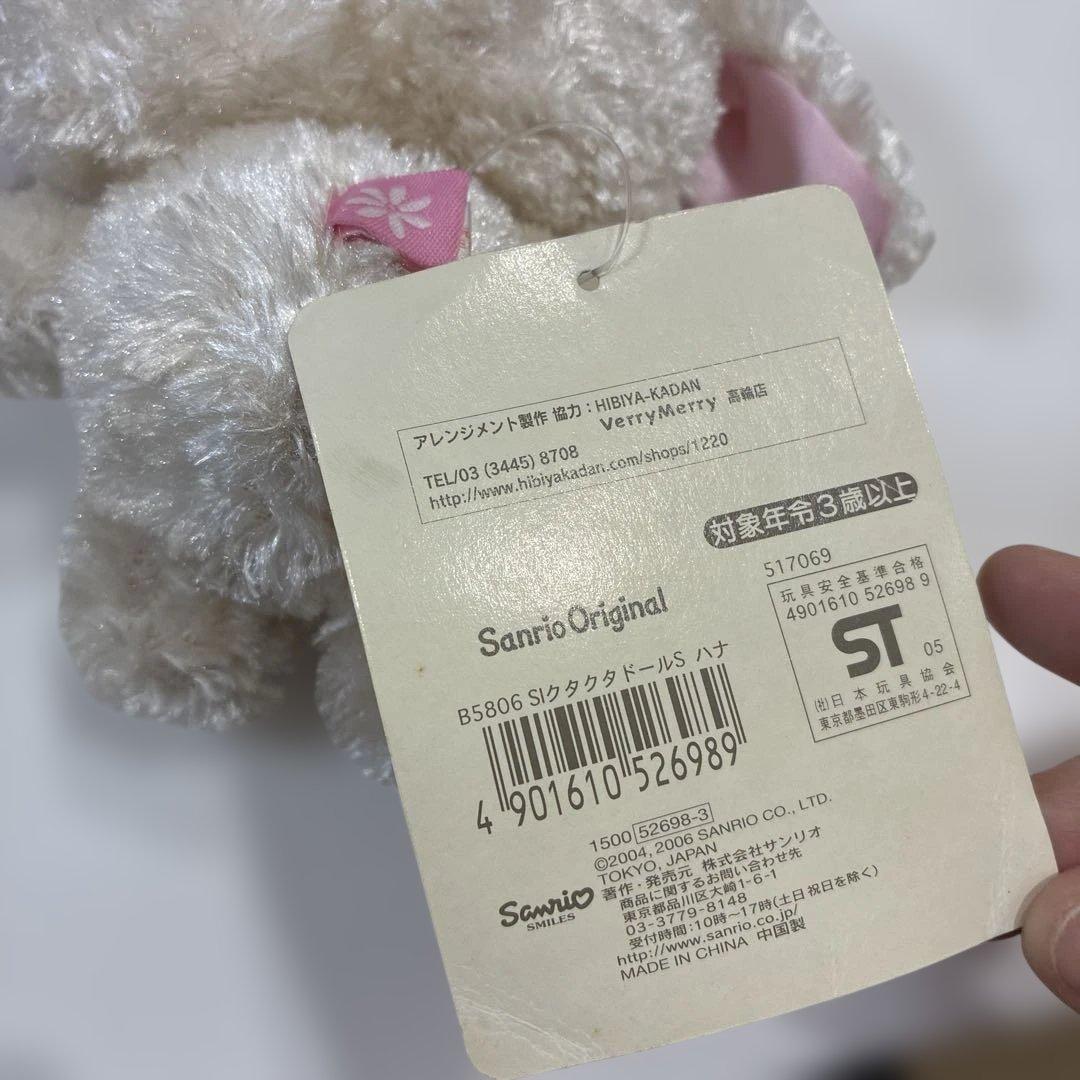 アレンジメント製作 協力：HIBIYA-KADAN
VerryMerry 高輪店
TEL/03 (3445) 8708
http://www.hibiyakadan.com/shops/1220
対象年令3歳以上
517069
玩具安全基準合格
4901610 52698 9
ST 05
(社)日本玩具協会
東京都墨田区東駒形4-22-4
Sanrio Original
B5806 SIクタクタドールS ハナ
4 901610 526989
1500 52698-3
©2004, 2006 SANRIO CO., LTD.
TOKYO, JAPAN
著作・発売元 株式会社サンリオ
商品に関するお問い合わせ先
東京都品川区大崎1-6-1
03-3779-8148
受付時間：10時〜17時(土日祝日を除く)
http://www.sanrio.co.jp/
MADE IN CHINA 中国製
Sanrio
SMILES